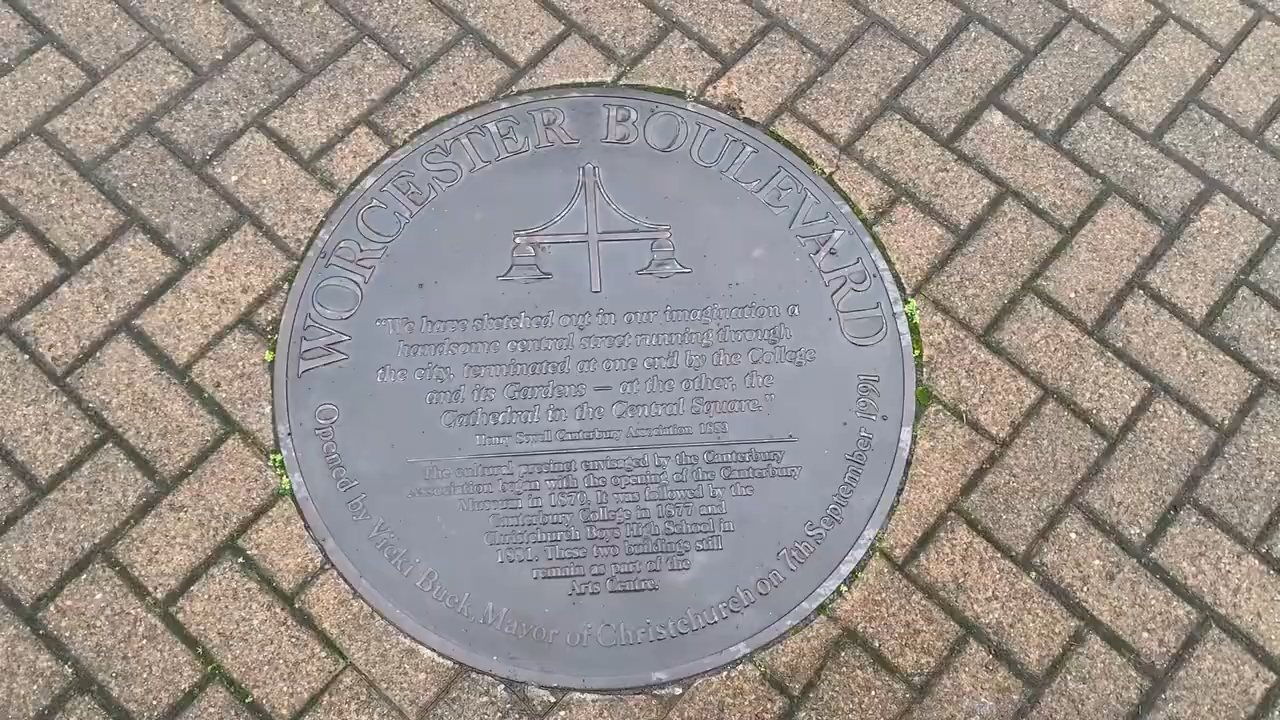 WORCESTER BOULEVARD
"We have sketched out in our imagination a
handsome central street running through
the city, terminated at one end by the College
and its Gardens — at the other, the
Cathedral in the Central Square."
Henry Sewell Canterbury Association 1853
The cultural precinct envisaged by the Canterbury
Association began with the opening of the Canterbury
Museum in 1870. It was followed by the
Canterbury College in 1877 and
Christchurch Boys High School in
1881. These two buildings still
remain as part of the
Arts Centre.
Opened by Vicki Buck, Mayor of Christchurch on 7th September 1991